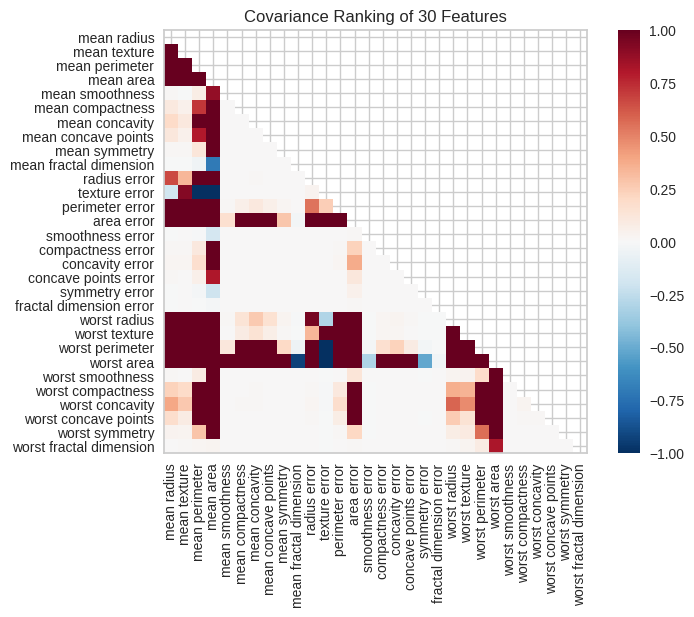 Covariance Ranking of 30 Features
mean radius
mean texture
mean perimeter
mean area
mean smoothness
mean compactness
mean concavity
mean concave points
mean symmetry
mean fractal dimension
radius error
texture error
perimeter error
area error
smoothness error
compactness error
concavity error
concave points error
symmetry error
fractal dimension error
worst radius
worst texture
worst perimeter
worst area
worst smoothness
worst compactness
worst concavity
worst concave points
worst symmetry
worst fractal dimension
mean radius
mean texture
mean perimeter
mean area
mean smoothness
mean compactness
mean concavity
mean concave points
mean symmetry
mean fractal dimension
radius error
texture error
perimeter error
area error
smoothness error
compactness error
concavity error
concave points error
symmetry error
fractal dimension error
worst radius
worst texture
worst perimeter
worst area
worst smoothness
worst compactness
worst concavity
worst concave points
worst symmetry
worst fractal dimension
1.00
0.75
0.50
0.25
0.00
−0.25
−0.50
−0.75
−1.00